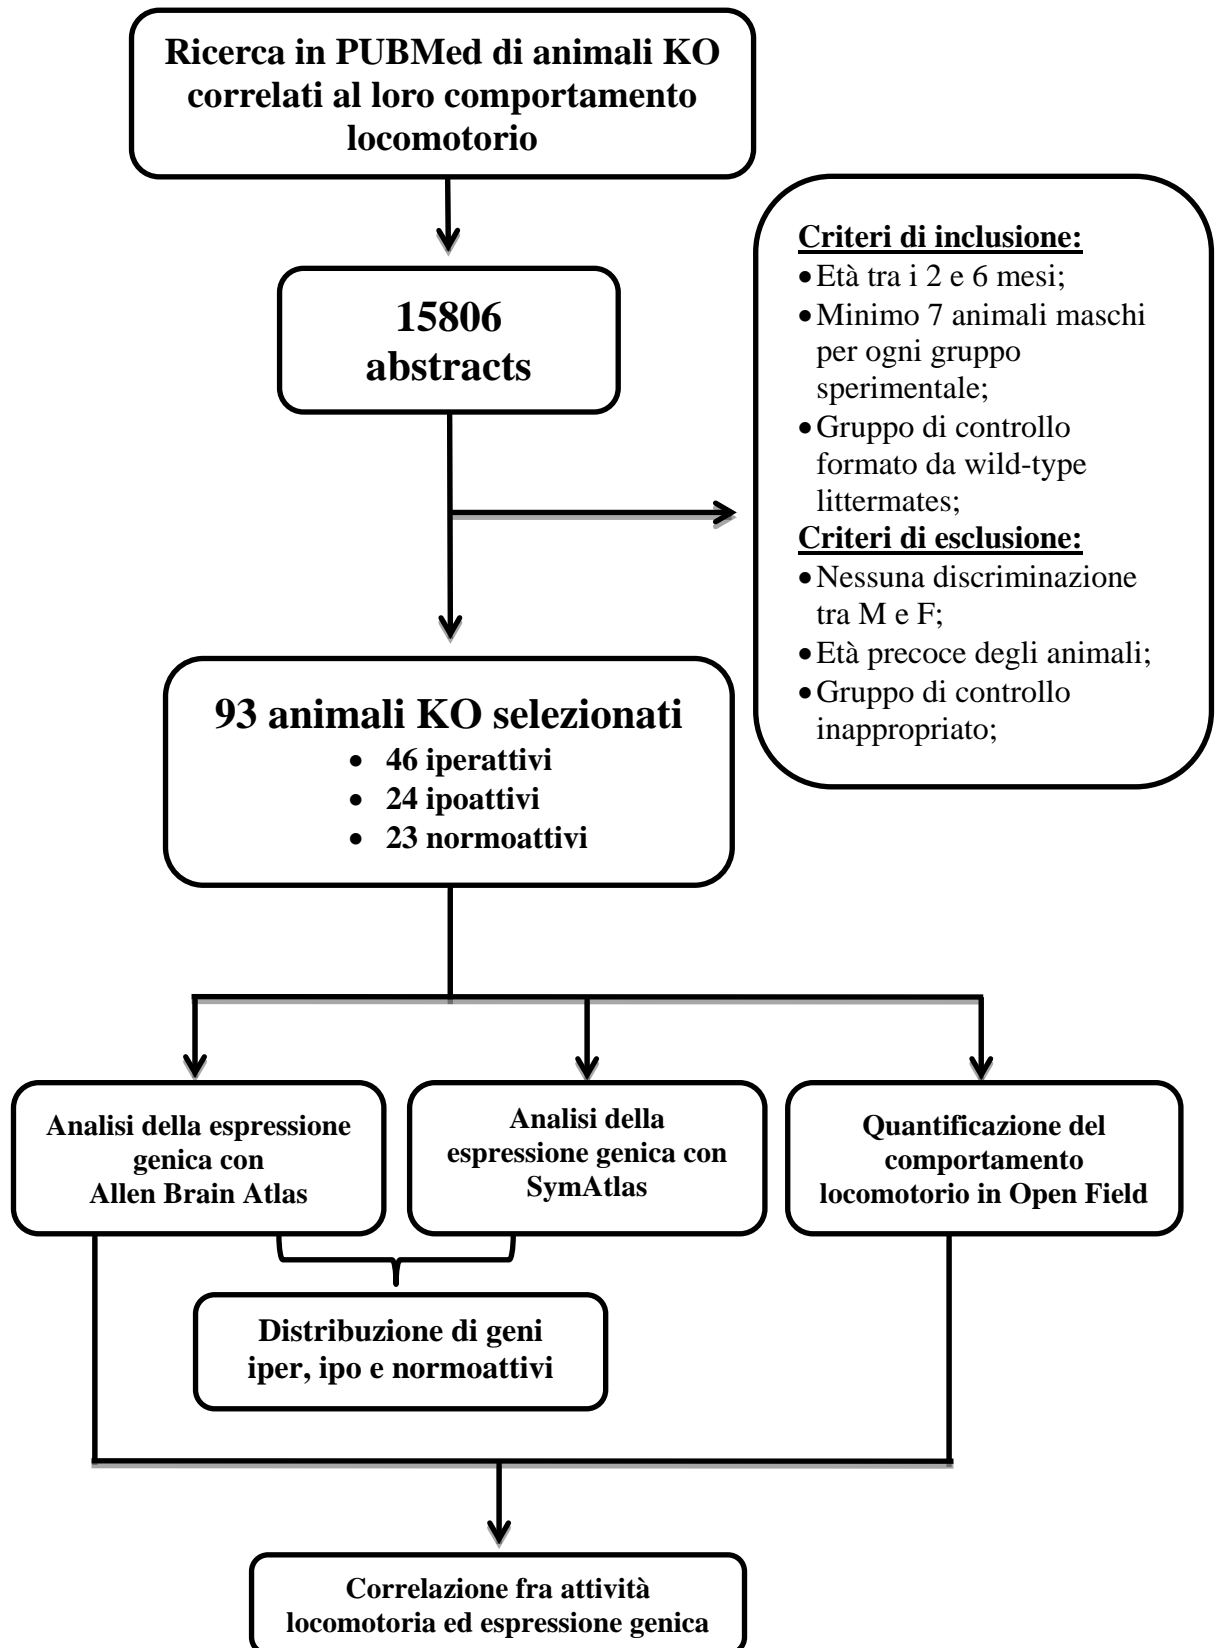 Ricerca in PUBMed di animali KO
correlati al loro comportamento
locomotorio
15806
abstracts
Criteri di inclusione:
• Età tra i 2 e 6 mesi;
• Minimo 7 animali maschi
per ogni gruppo
sperimentale;
• Gruppo di controllo
formato da wild-type
littermates;
Criteri di esclusione:
• Nessuna discriminazione
tra M e F;
• Età precoce degli animali;
• Gruppo di controllo
inappropriato;
93 animali KO selezionati
• 46 iperattivi
• 24 ipoattivi
• 23 normoattivi
Analisi della espressione
genica con
Allen Brain Atlas
Analisi della
espressione genica con
SymAtlas
Quantificazione del
comportamento
locomotorio in Open Field
Distribuzione di geni
iper, ipo e normoattivi
Correlazione fra attività
locomotoria ed espressione genica